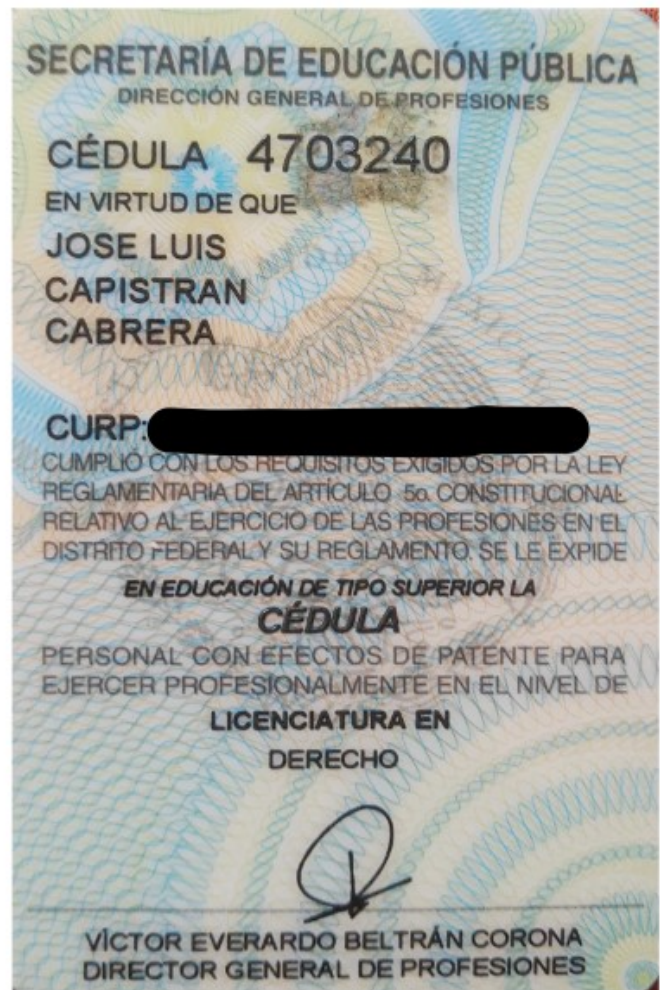 SECRETARÍA DE EDUCACIÓN PÚBLICA
DIRECCIÓN GENERAL DE PROFESIONES
CÉDULA 4703240
EN VIRTUD DE QUE
JOSE LUIS
CAPISTRAN
CABRERA
CURP:
CUMPLIÓ CON LOS REQUISITOS EXIGIDOS POR LA LEY
REGLAMENTARIA DEL ARTÍCULO 5o. CONSTITUCIONAL
RELATIVO AL EJERCICIO DE LAS PROFESIONES EN EL
DISTRITO FEDERAL Y SU REGLAMENTO. SE LE EXPIDE
EN EDUCACIÓN DE TIPO SUPERIOR LA
CÉDULA
PERSONAL CON EFECTOS DE PATENTE PARA
EJERCER PROFESIONALMENTE EN EL NIVEL DE
LICENCIATURA EN
DERECHO
VÍCTOR EVERARDO BELTRÁN CORONA
DIRECTOR GENERAL DE PROFESIONES